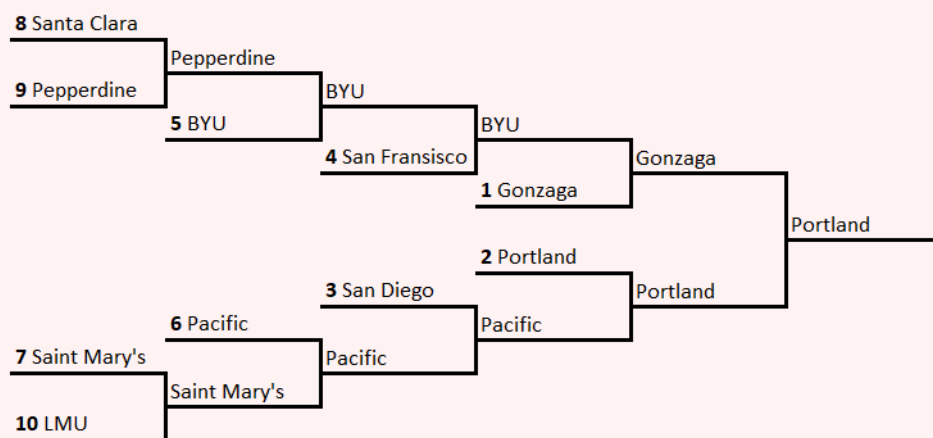 8 Santa Clara
Pepperdine
9 Pepperdine
BYU
5 BYU
BYU
4 San Fransisco
Gonzaga
1 Gonzaga
Portland
2 Portland
3 San Diego
Portland
6 Pacific
Pacific
7 Saint Mary's
Pacific
Saint Mary's
10 LMU